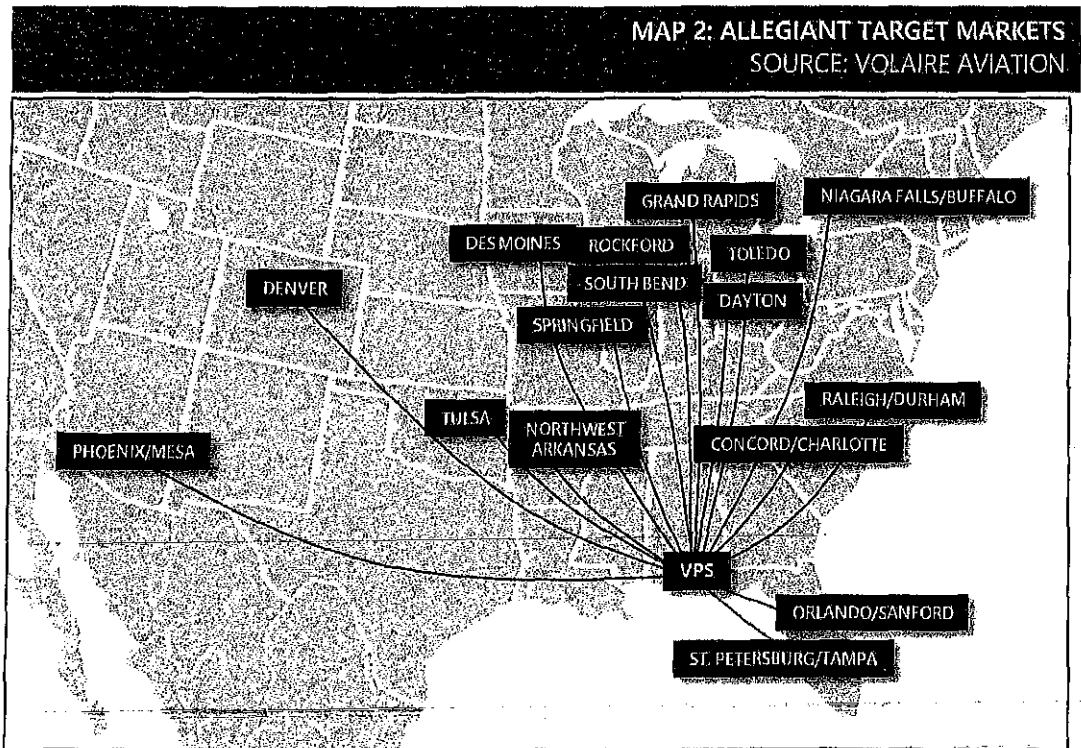 MAP 2: ALLEGIANT TARGET MARKETS
SOURCE: VOLAIRE AVIATION
GRAND RAPIDS
NIAGARA FALLS/BUFFALO
DES MOINES
ROCKFORD
TOLEDO
SOUTH BEND
DENVER
DAYTON
SPRINGFIELD
RALEIGH/DURHAM
TULSA
NORTHWEST
ARKANSAS
CONCORD/CHARLOTTE
PHOENIX/MESA
VPS
ORLANDO/SANFORD
ST. PETERSBURG/TAMPA